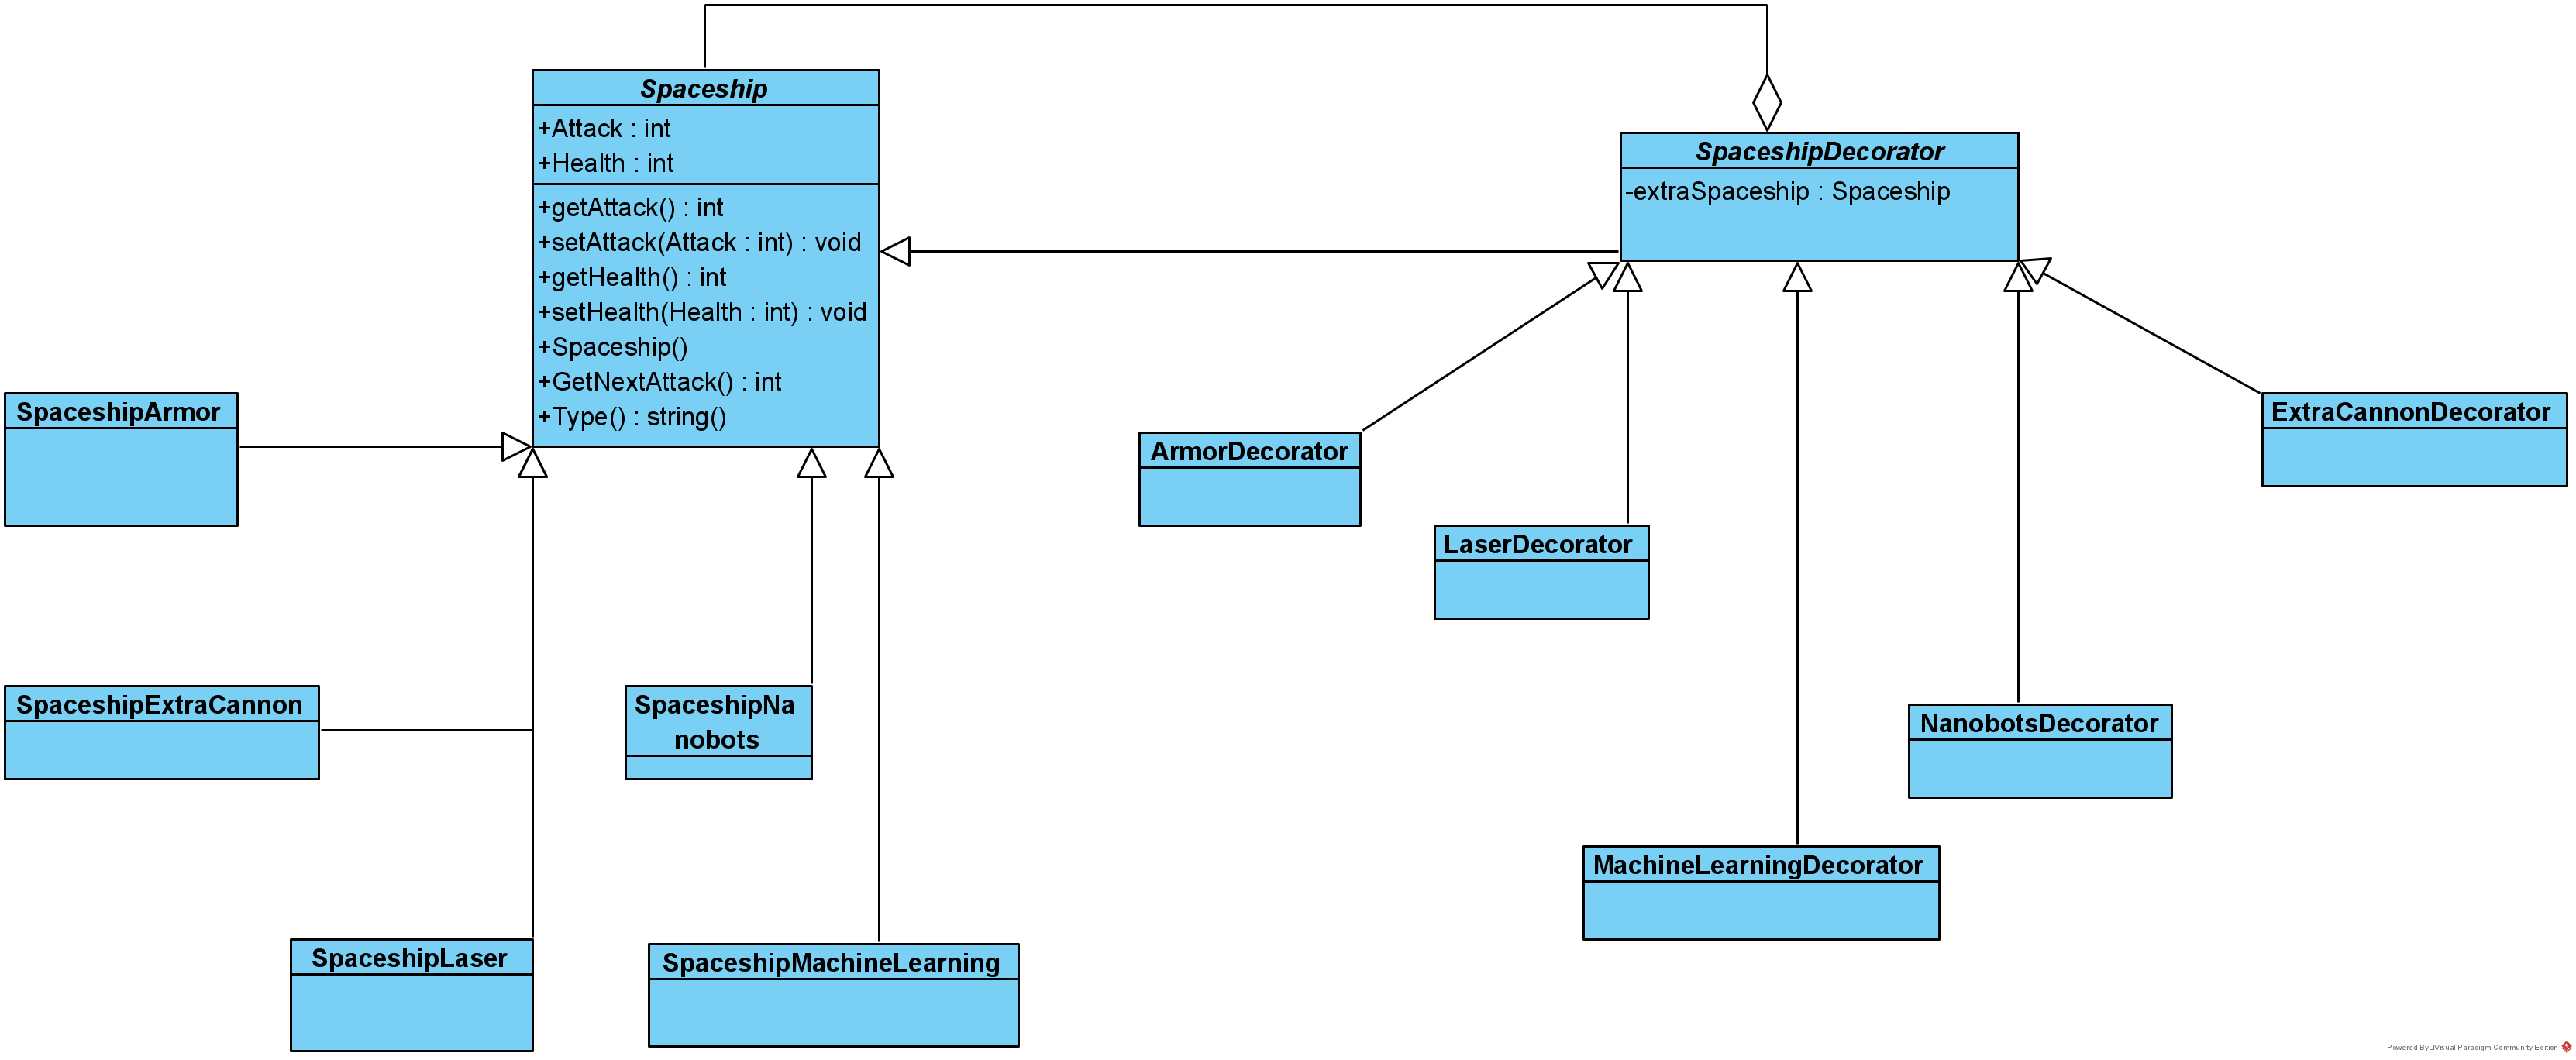 Spaceship
+Attack : int
+Health : int
+getAttack() : int
+setAttack(Attack : int) : void
+getHealth() : int
+setHealth(Health : int) : void
+Spaceship()
+GetNextAttack() : int
+Type() : string()
SpaceshipDecorator
-extraSpaceship : Spaceship
SpaceshipArmor
ExtraCannonDecorator
ArmorDecorator
LaserDecorator
SpaceshipExtraCannon
SpaceshipNa
nobots
NanobotsDecorator
MachineLearningDecorator
SpaceshipLaser
SpaceshipMachineLearning
Powered By□Visual Paradigm Community Edition